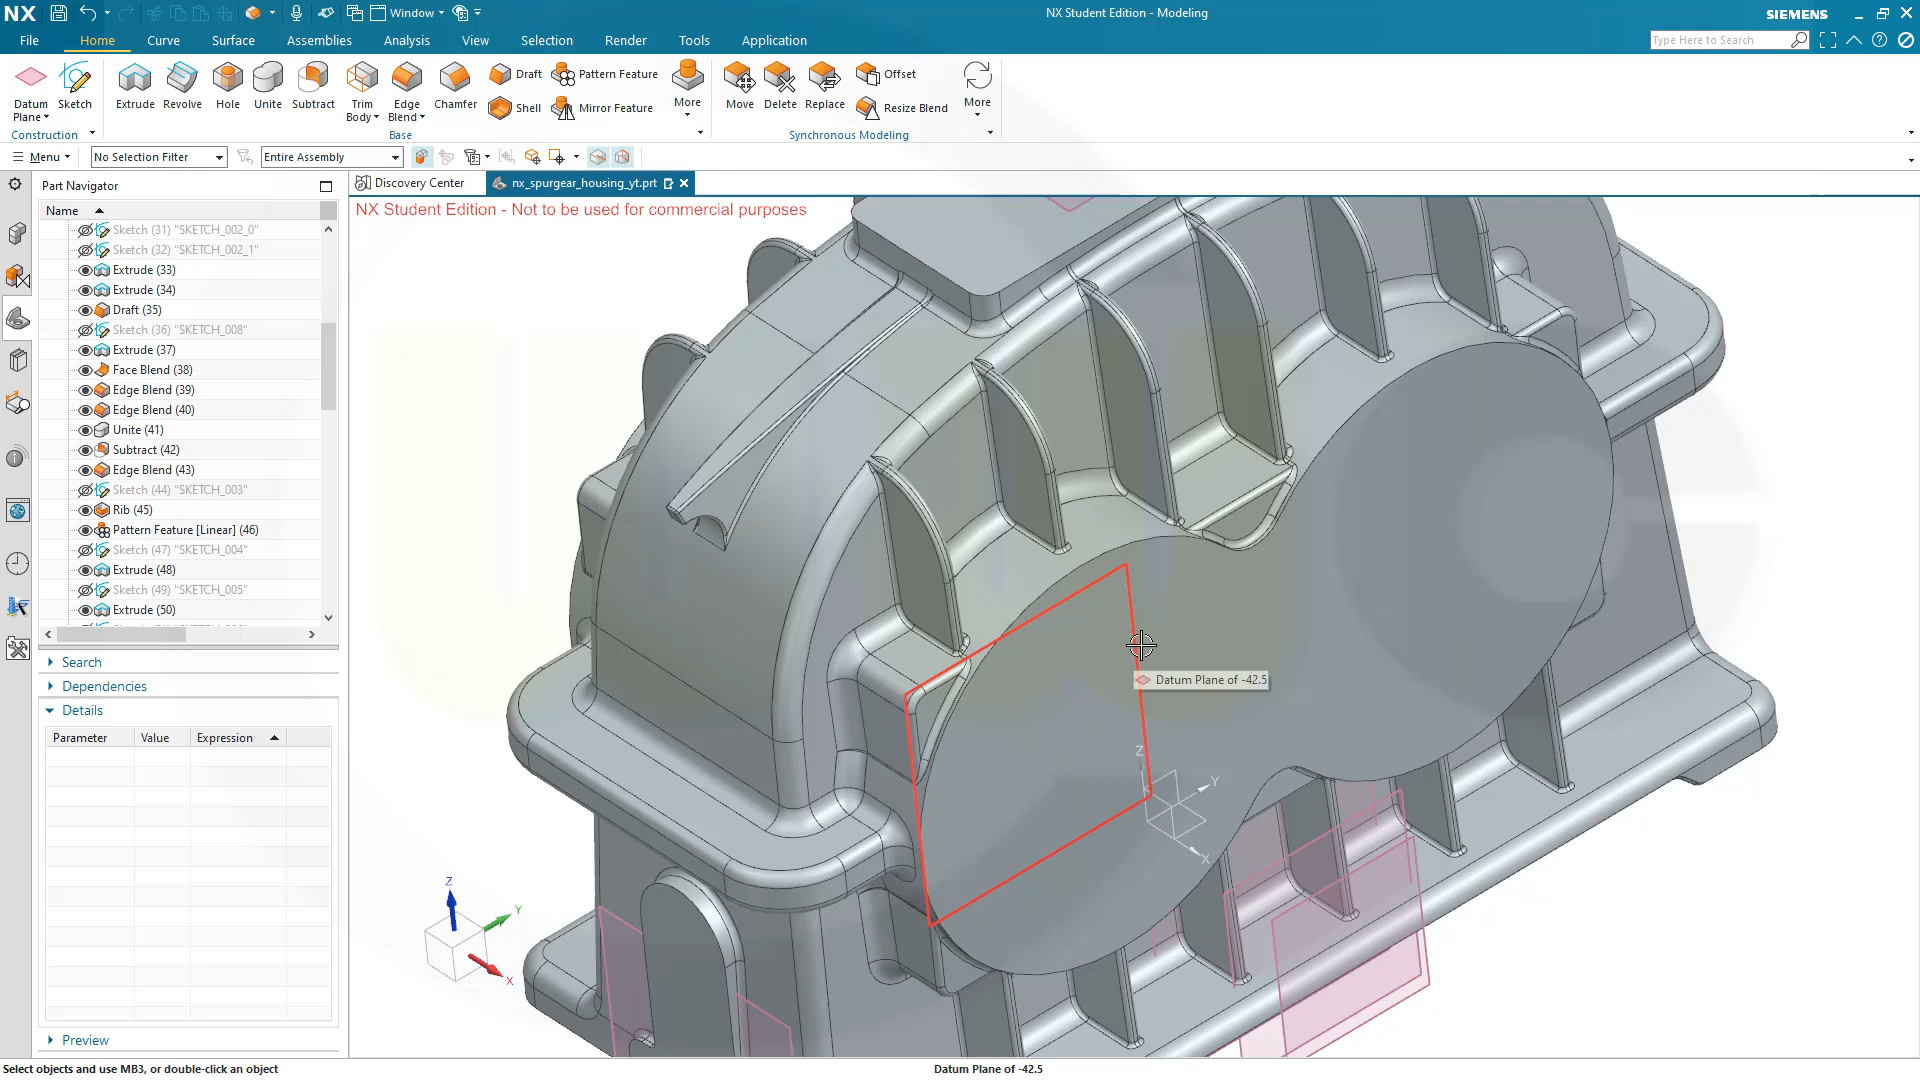 NX
Window
NX Student Edition - Modeling
SIEMENS
File
Home
Curve
Surface
Assemblies
Analysis
View
Selection
Render
Tools
Application
Type Here to Search
Datum Plane
Sketch
Extrude
Revolve
Hole
Unite
Subtract
Trim Body
Edge Blend
Chamfer
Draft
Shell
Pattern Feature
Mirror Feature
More
Move
Delete
Replace
Offset
Resize Blend
More
Construction
Base
Synchronous Modeling
Menu
No Selection Filter
Entire Assembly
Part Navigator
Discovery Center
nx_spurgear_housing_yt.prt
NX Student Edition - Not to be used for commercial purposes
Name
Sketch (31) "SKETCH_002_0"
Sketch (32) "SKETCH_002_1"
Extrude (33)
Extrude (34)
Draft (35)
Sketch (36) "SKETCH_008"
Extrude (37)
Face Blend (38)
Edge Blend (39)
Edge Blend (40)
Unite (41)
Subtract (42)
Edge Blend (43)
Sketch (44) "SKETCH_003"
Rib (45)
Pattern Feature [Linear] (46)
Sketch (47) "SKETCH_004"
Extrude (48)
Sketch (49) "SKETCH_005"
Extrude (50)
Search
Dependencies
Details
Parameter
Value
Expression
Preview
Datum Plane of -42.5
Z
Y
X
Z
Y
X
Select objects and use MB3, or double-click an object
Datum Plane of -42.5